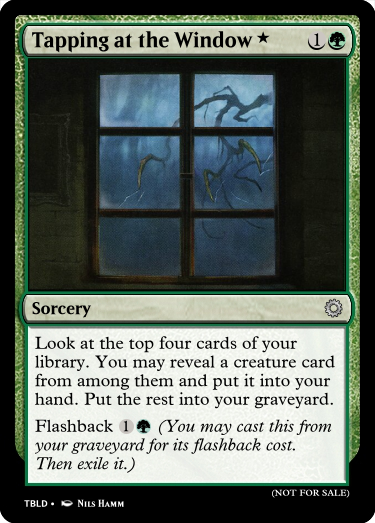 Tapping at the Window ★ 1
Sorcery
Look at the top four cards of your
library. You may reveal a creature card
from among them and put it into your
hand. Put the rest into your graveyard.
Flashback 1 (You may cast this from
your graveyard for its flashback cost.
Then exile it.)
(NOT FOR SALE)
TBLD • Nils Hamm